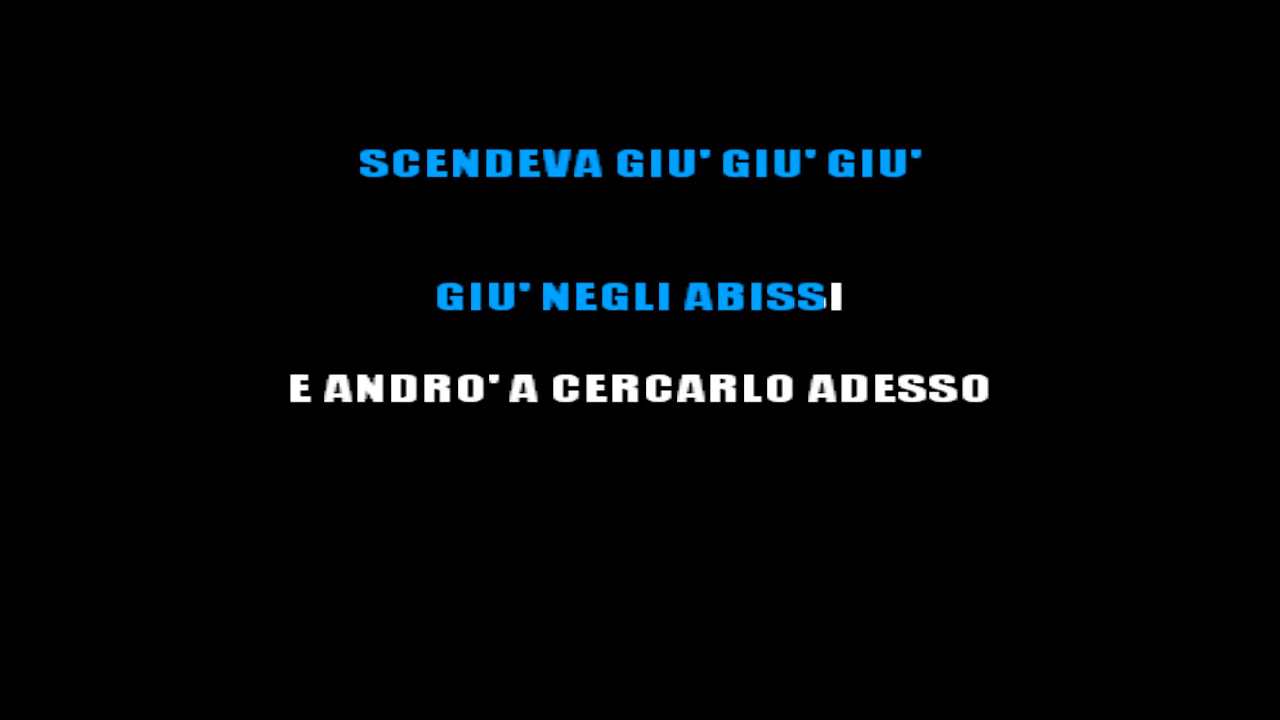 SCENDEVA GIU' GIU' GIU'
GIU' NEGLI ABISSI
E ANDRO' A CERCARLO ADESSO